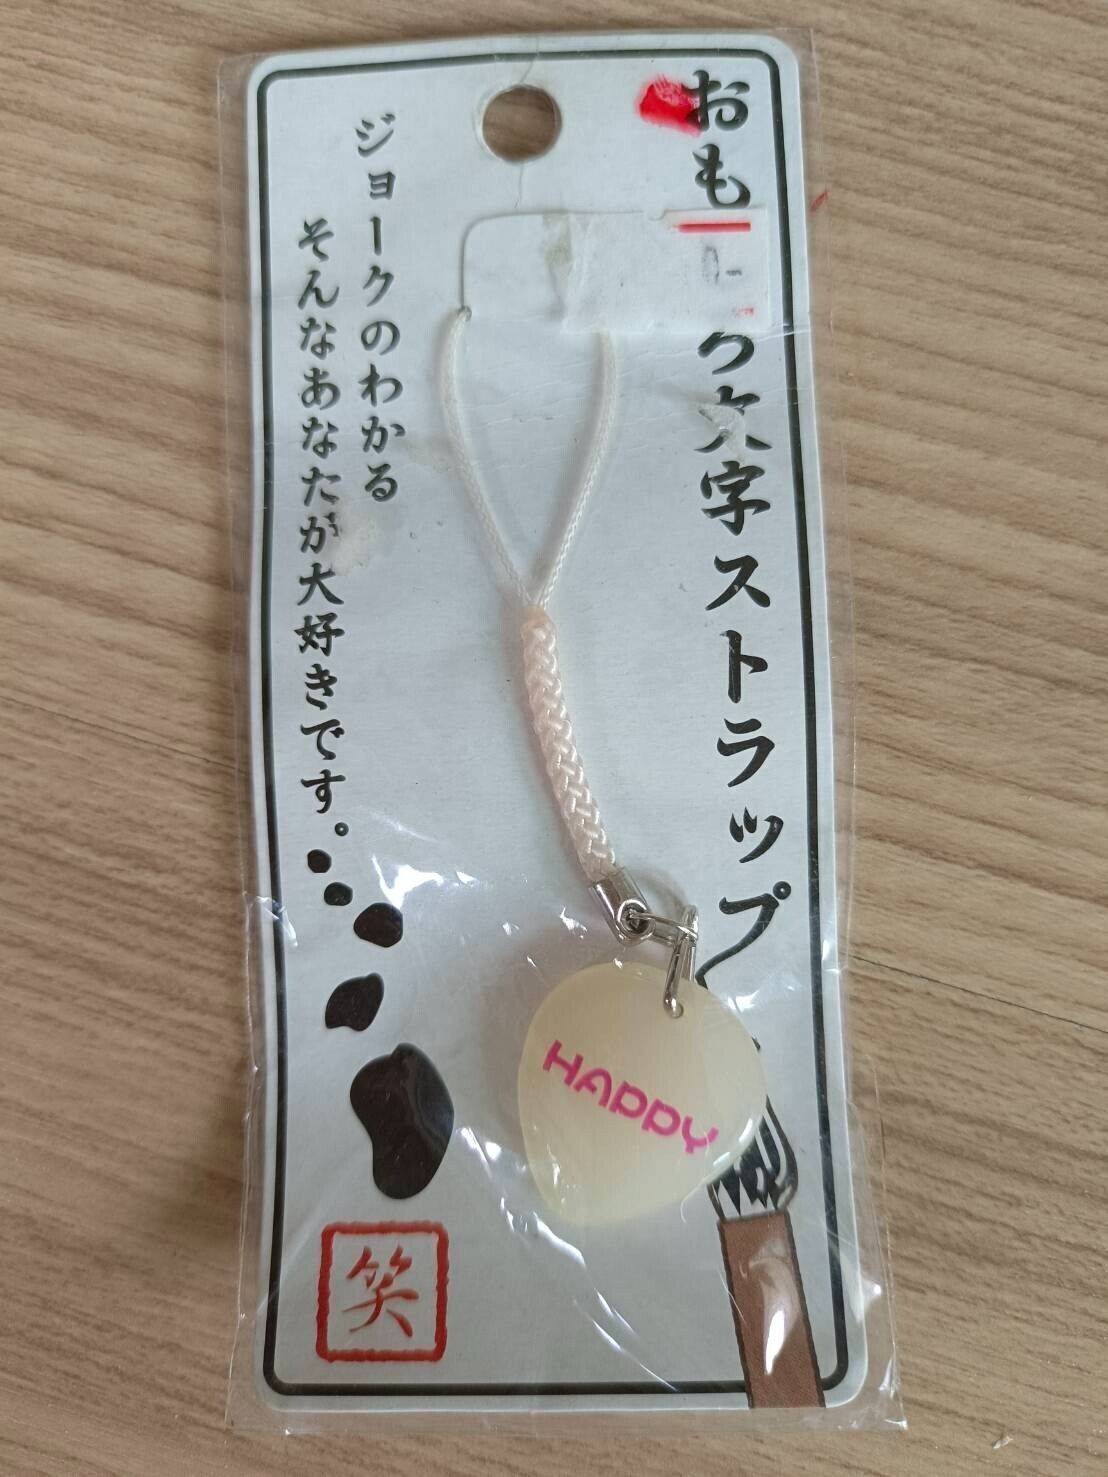 おも
ク文字ストラップ
ジョークのわかる
そんなあなたが大好きです。
HAPPY
笑